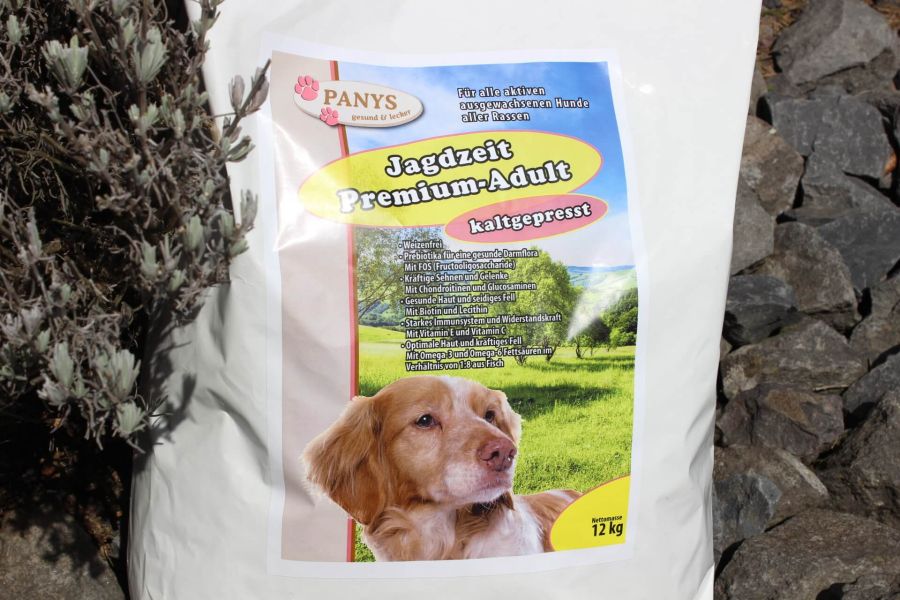 PANYS
gesund & lecker
Für alle aktiven
ausgewachsenen Hunde
aller Rassen
Jagdzeit
Premium-Adult
kaltgepresst
• Weizenfrei
• Prebiotika für eine gesunde Darmflora
Mit FOS (Fructooligosaccharide)
• Kräftige Sehnen und Gelenke
Mit Chondroitinen und Glucosaminen
• Gesunde Haut und seidiges Fell
Mit Biotin und Lecithin
• Starkes Immunsystem und Widerstandskraft
Mit Vitamin E und Vitamin C
• Optimale Haut und kräftiges Fell
Mit Omega-3 und Omega-6 Fettsäuren im
Verhältnis von 1:8 aus Fisch
Nettomasse
12 kg